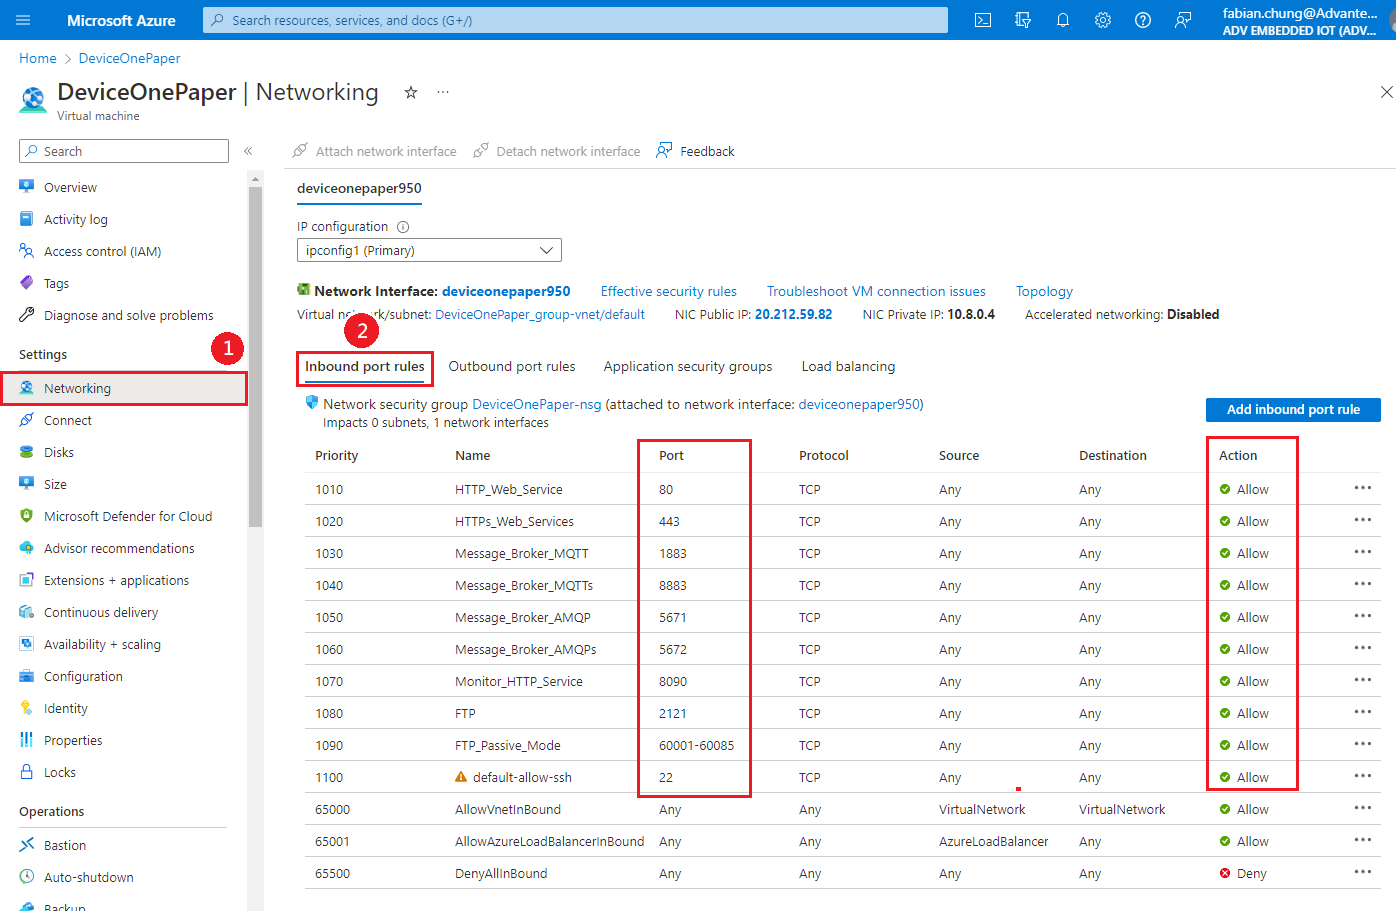 Microsoft Azure
Search resources, services, and docs (G+/)
fabian.chung@Advante...
ADV EMBEDDED IOT (ADV...
Home > DeviceOnePaper
DeviceOnePaper | Networking
Virtual machine
Search
Overview
Activity log
Access control (IAM)
Tags
Diagnose and solve problems
Settings
1
Networking
Connect
Disks
Size
Microsoft Defender for Cloud
Advisor recommendations
Extensions + applications
Continuous delivery
Availability + scaling
Configuration
Identity
Properties
Locks
Operations
Bastion
Auto-shutdown
Backup
Attach network interface Detach network interface Feedback
deviceonepaper950
IP configuration
ipconfig1 (Primary)
Network Interface: deviceonepaper950 Effective security rules Troubleshoot VM connection issues Topology
Virtual network/subnet: DeviceOnePaper_group-vnet/default NIC Public IP: 20.212.59.82 NIC Private IP: 10.8.0.4 Accelerated networking: Disabled
2
Inbound port rules Outbound port rules Application security groups Load balancing
Network security group DeviceOnePaper-nsg (attached to network interface: deviceonepaper950)
Impacts 0 subnets, 1 network interfaces
Add inbound port rule
Priority Name Port Protocol Source Destination Action
1010 HTTP_Web_Service 80 TCP Any Any Allow
1020 HTTPs_Web_Services 443 TCP Any Any Allow
1030 Message_Broker_MQTT 1883 TCP Any Any Allow
1040 Message_Broker_MQTTs 8883 TCP Any Any Allow
1050 Message_Broker_AMQP 5671 TCP Any Any Allow
1060 Message_Broker_AMQPs 5672 TCP Any Any Allow
1070 Monitor_HTTP_Service 8090 TCP Any Any Allow
1080 FTP 2121 TCP Any Any Allow
1090 FTP_Passive_Mode 60001-60085 TCP Any Any Allow
1100 default-allow-ssh 22 TCP Any Any Allow
65000 AllowVnetInBound Any Any VirtualNetwork VirtualNetwork Allow
65001 AllowAzureLoadBalancerInBound Any Any AzureLoadBalancer Any Allow
65500 DenyAllInBound Any Any Any Any Deny